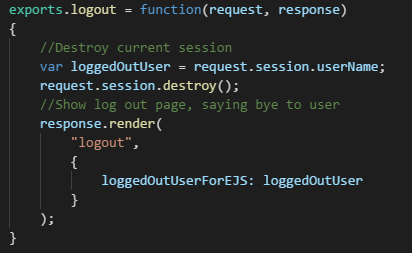 exports.logout = function(request, response)
{
    //Destroy current session
    var loggedOutUser = request.session.userName;
    request.session.destroy();
    //Show log out page, saying bye to user
    response.render(
        "logout",
        {
            loggedOutUserForEJS: loggedOutUser
        }
    );
}